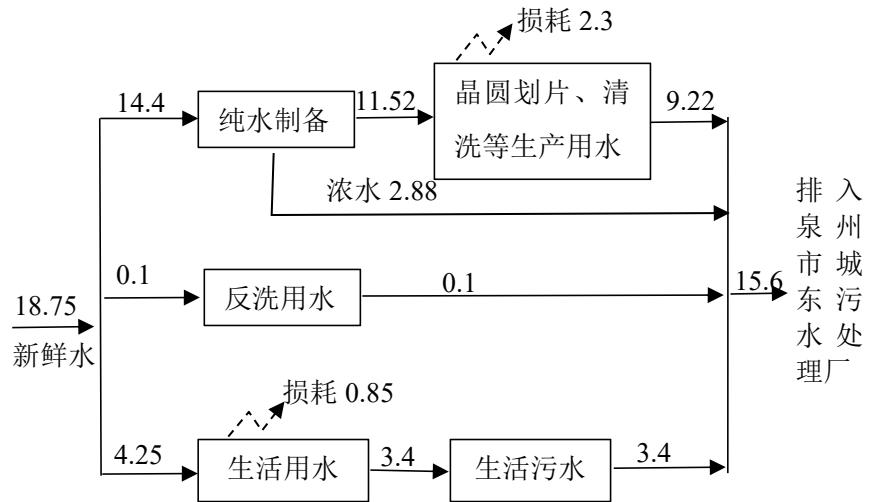 损耗 2.3
14.4
纯水制备
11.52
晶圆划片、清
洗等生产用水
9.22
浓水 2.88
0.1
反洗用水
0.1
18.75
新鲜水
15.6
排入
泉州
市城
东污
水处
理厂
损耗 0.85
4.25
生活用水
3.4
生活污水
3.4